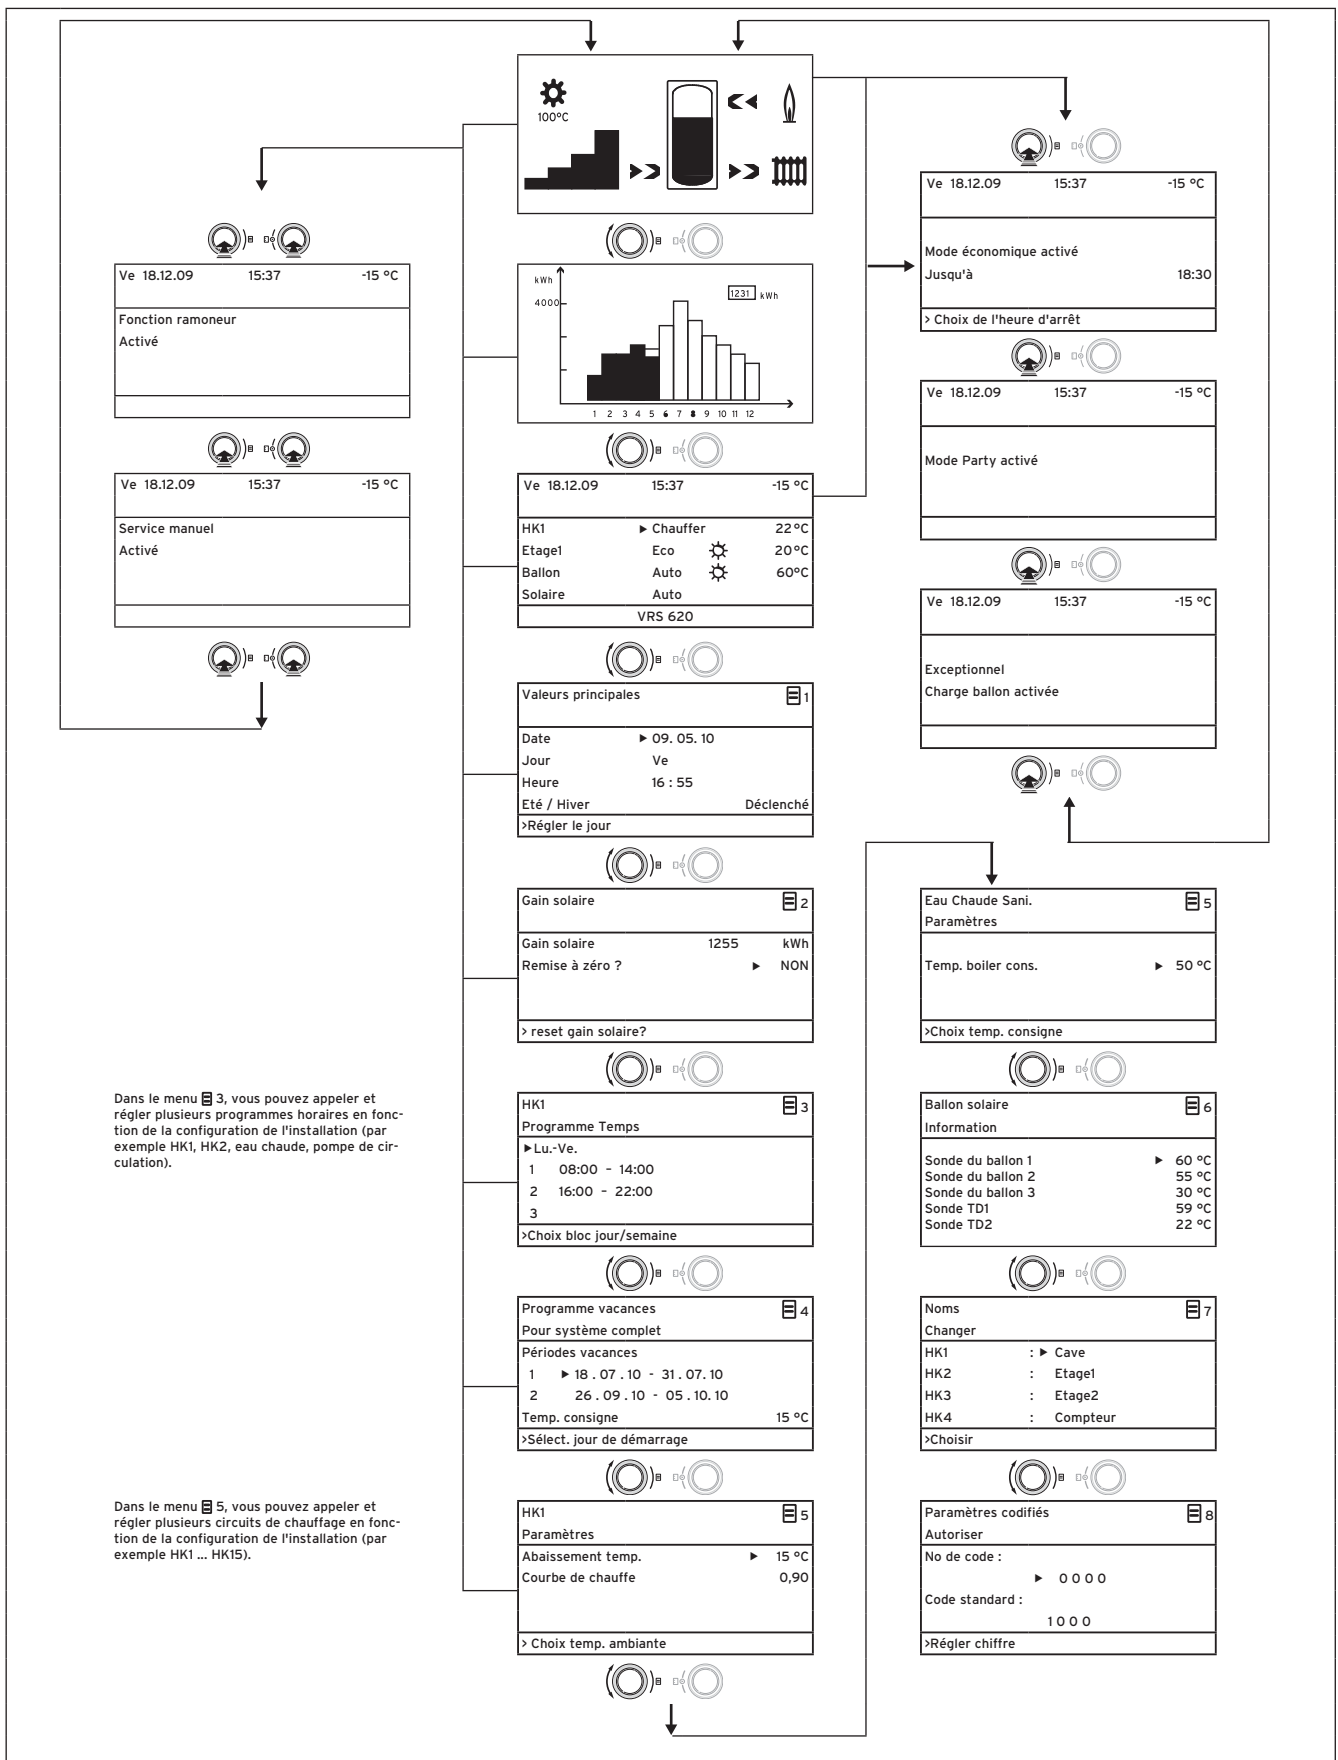 100°C
Ve 18.12.09 15:37 -15 °C
Fonction ramoneur
Activé
Ve 18.12.09 15:37 -15 °C
Service manuel
Activé
Dans le menu 3, vous pouvez appeler et
régler plusieurs programmes horaires en fonc-
tion de la configuration de l'installation (par
exemple HK1, HK2, eau chaude, pompe de cir-
culation).
Dans le menu 5, vous pouvez appeler et
régler plusieurs circuits de chauffage en fonc-
tion de la configuration de l'installation (par
exemple HK1 ... HK15).
kWh
4000
1231 kWh
1 2 3 4 5 6 7 8 9 10 11 12
Ve 18.12.09 15:37 -15 °C
HK1 ► Chauffer 22°C
Etage1 Eco 20°C
Ballon Auto 60°C
Solaire Auto
VRS 620
Valeurs principales 1
Date ► 09. 05. 10
Jour Ve
Heure 16 : 55
Eté / Hiver Déclenché
>Régler le jour
Gain solaire 2
Gain solaire 1255 kWh
Remise à zéro ? ► NON
> reset gain solaire?
HK1 3
Programme Temps
►Lu.-Ve.
1 08:00 - 14:00
2 16:00 - 22:00
3
>Choix bloc jour/semaine
Programme vacances 4
Pour système complet
Périodes vacances
1 ► 18 . 07 . 10 - 31 . 07. 10
2 26 . 09 . 10 - 05 . 10. 10
Temp. consigne 15 °C
>Sélect. jour de démarrage
HK1 5
Paramètres
Abaissement temp. ► 15 °C
Courbe de chauffe 0,90
> Choix temp. ambiante
Ve 18.12.09 15:37 -15 °C
Mode économique activé
Jusqu'à 18:30
> Choix de l'heure d'arrêt
Ve 18.12.09 15:37 -15 °C
Mode Party activé
Ve 18.12.09 15:37 -15 °C
Exceptionnel
Charge ballon activée
Eau Chaude Sani. 5
Paramètres
Temp. boiler cons. ► 50 °C
>Choix temp. consigne
Ballon solaire 6
Information
Sonde du ballon 1 ► 60 °C
Sonde du ballon 2 55 °C
Sonde du ballon 3 30 °C
Sonde TD1 59 °C
Sonde TD2 22 °C
Noms 7
Changer
HK1 : ► Cave
HK2 : Etage1
HK3 : Etage2
HK4 : Compteur
>Choisir
Paramètres codifiés 8
Autoriser
No de code :
► 0 0 0 0
Code standard :
1 0 0 0
>Régler chiffre